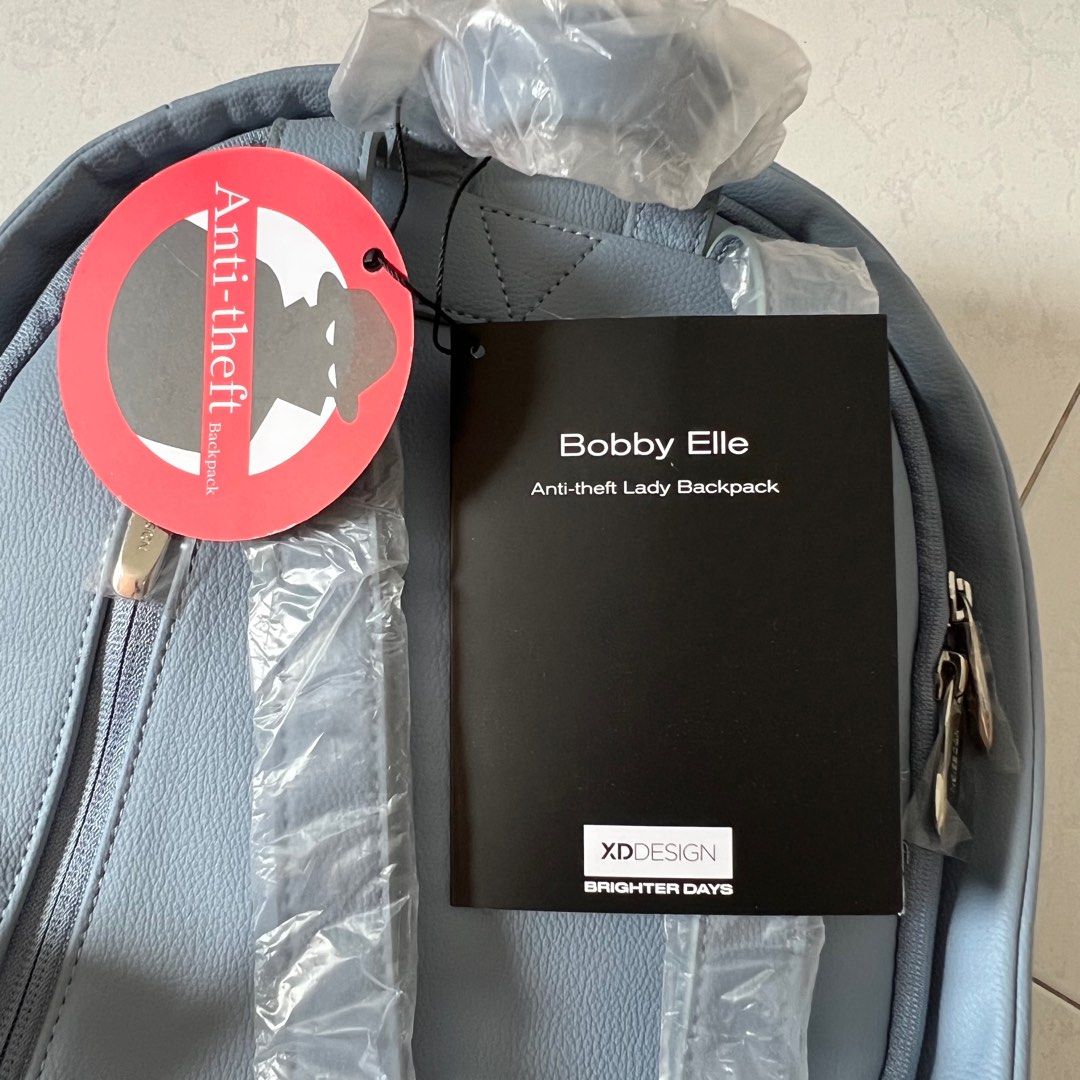 Anti-theft Backpack
Bobby Elle
Anti-theft Lady Backpack
XDDESIGN
BRIGHTER DAYS